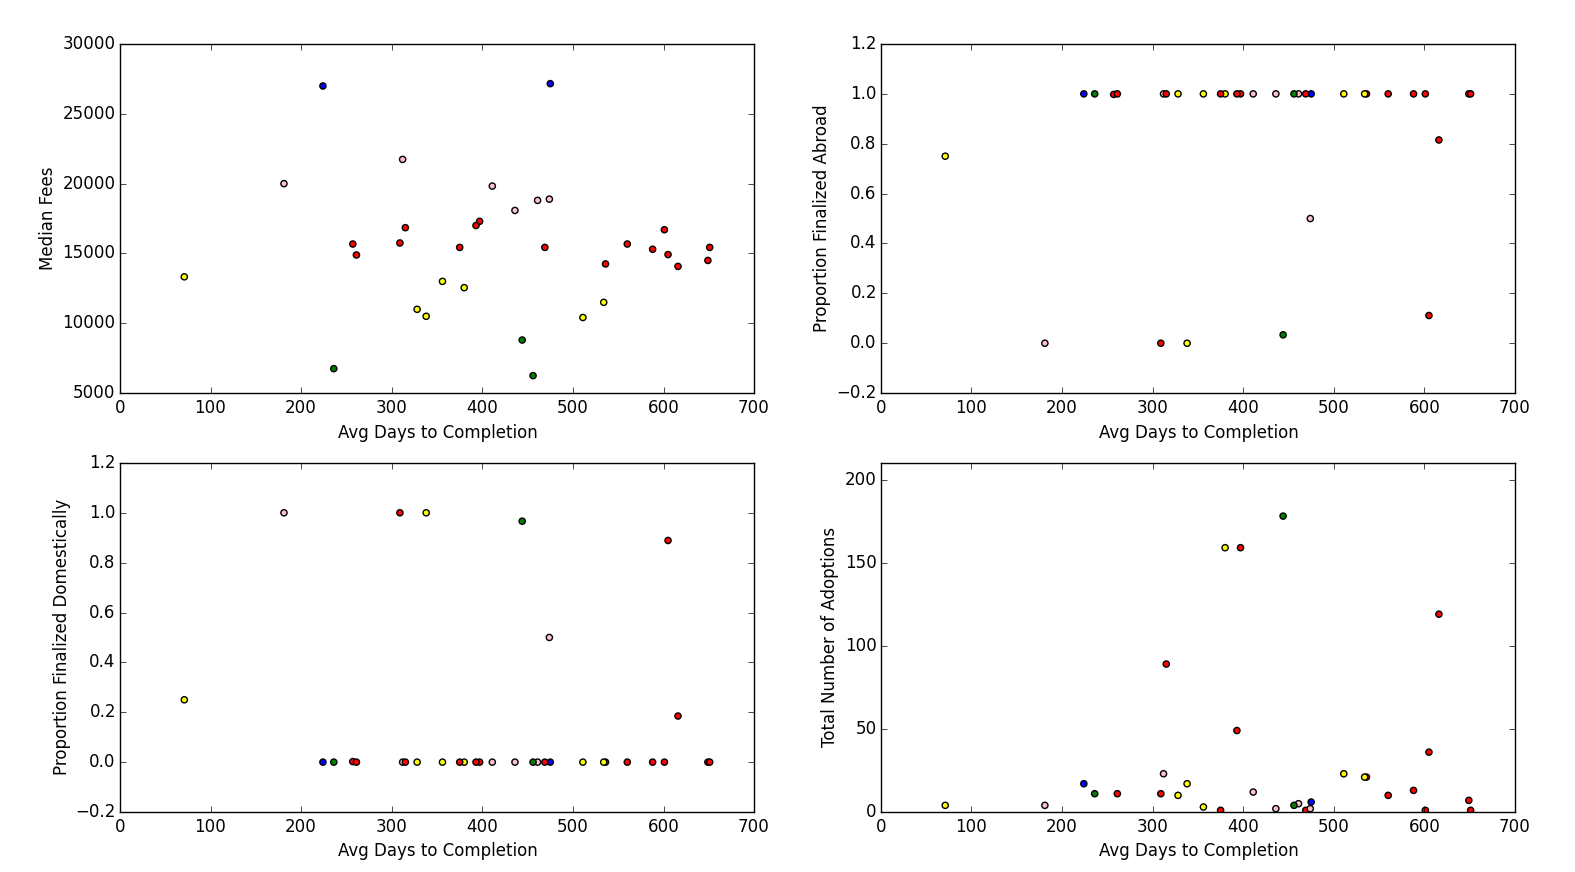 30000
25000
20000
15000
10000
5000
Median Fees
0 100 200 300 400 500 600 700
Avg Days to Completion
1.2
1.0
0.8
0.6
0.4
0.2
0.0
−0.2
Proportion Finalized Abroad
0 100 200 300 400 500 600 700
Avg Days to Completion
1.2
1.0
0.8
0.6
0.4
0.2
0.0
−0.2
Proportion Finalized Domestically
0 100 200 300 400 500 600 700
Avg Days to Completion
200
150
100
50
0
Total Number of Adoptions
0 100 200 300 400 500 600 700
Avg Days to Completion